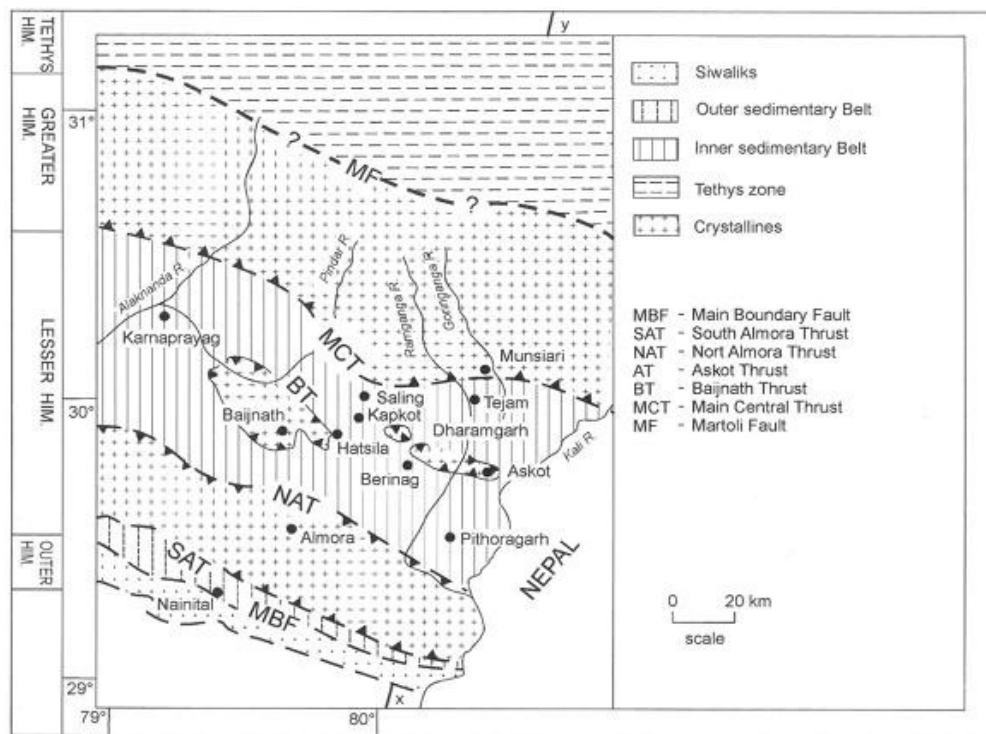 TETHYS
HIM.
GREATER
HIM.
LESSER HIM.
OUTER
HIM.
31°
30°
29°
79°
80°
y
x
?
MF
?
Alaknanda R
Karnaprayag
Pindar R
Ramganga R
Goriganga R
MCT
Munsiari
BT
Saling
Kapkot
Tejam
Baijnath
Hatsila
Dharamgarh
Kali R
Berinag
Askot
NAT
Almora
Pithoragarh
SAT
Nainital
MBF
NEPAL
Siwaliks
Outer sedimentary Belt
Inner sedimentary Belt
Tethys zone
Crystallines
MBF - Main Boundary Fault
SAT - South Almora Thrust
NAT - Nort Almora Thrust
AT - Askot Thrust
BT - Baijnath Thrust
MCT - Main Central Thrust
MF - Martoli Fault
0 20 km
scale